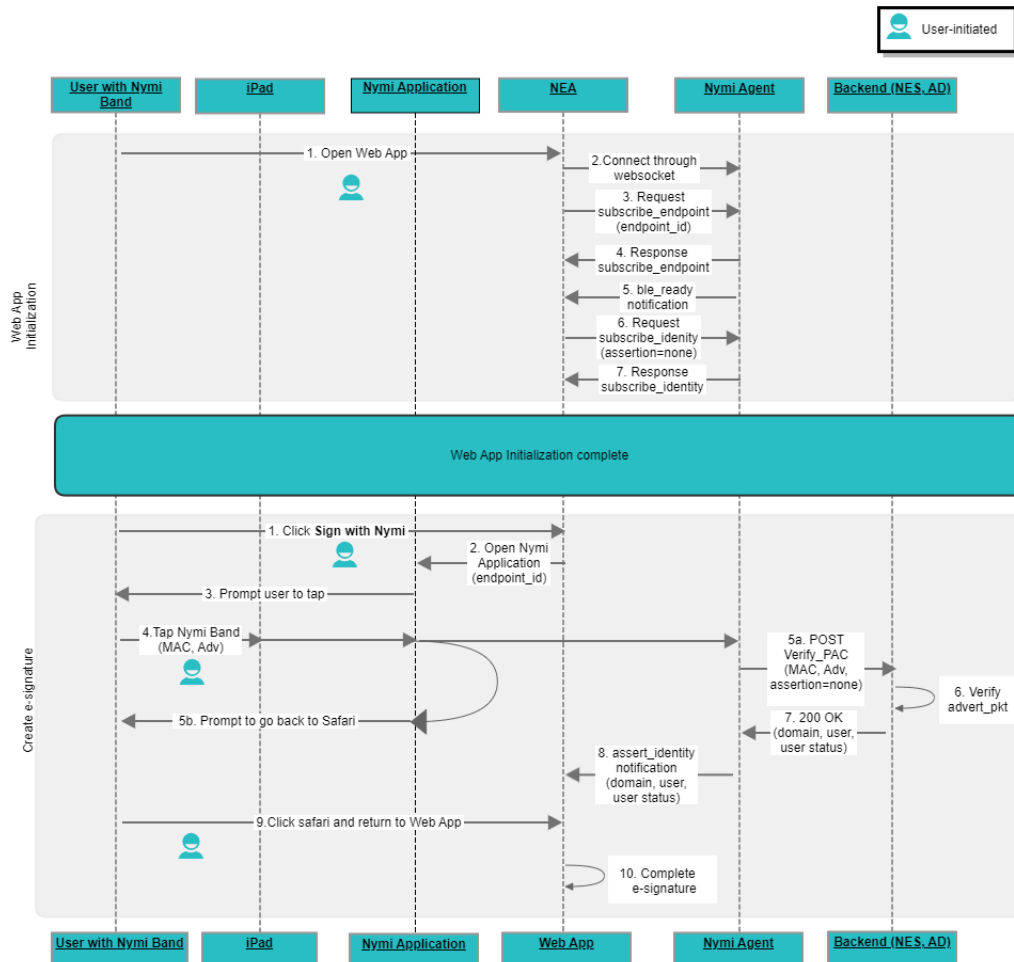 User-initiated
User with Nymi
Band
iPad
Nymi Application
NEA
Nymi Agent
Backend (NES, AD)
Web App
Initialization
1. Open Web App
2.Connect through
websocket
3. Request
subscribe_endpoint
(endpoint_id)
4. Response
subscribe_endpoint
5. ble_ready
notification
6. Request
subscribe_idenity
(assertion=none)
7. Response
subscribe_identity
Web App Initialization complete
Create e-signature
1. Click Sign with Nymi
2. Open Nymi
Application
(endpoint_id)
3. Prompt user to tap
4.Tap Nymi Band
(MAC, Adv)
5a. POST
Verify_PAC
(MAC, Adv,
assertion=none)
6. Verify
advert_pkt
5b. Prompt to go back to Safari
7. 200 OK
(domain, user,
user status)
8. assert_identity
notification
(domain, user,
user status)
9.Click safari and return to Web App
10. Complete
e-signature
User with Nymi Band
iPad
Nymi Application
Web App
Nymi Agent
Backend (NES, AD)